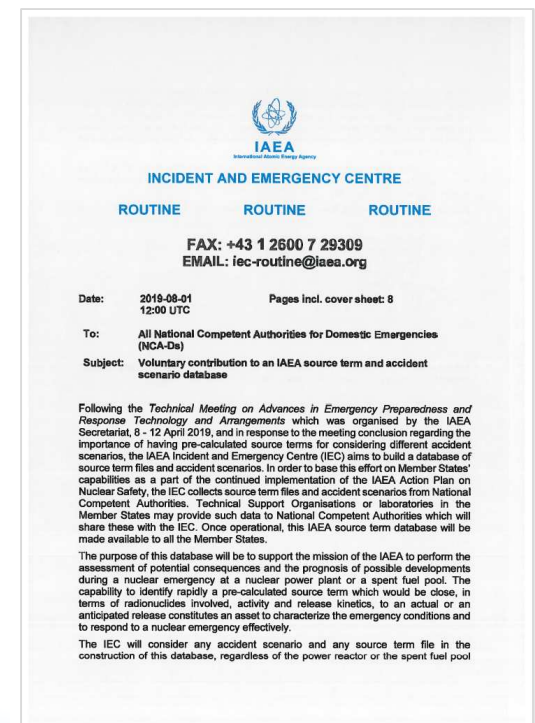 IAEA
International Atomic Energy Agency
INCIDENT AND EMERGENCY CENTRE
ROUTINE ROUTINE ROUTINE
FAX: +43 1 2600 7 29309
EMAIL: iec-routine@iaea.org
Date: 2019-08-01 Pages incl. cover sheet: 8
12:00 UTC
To: All National Competent Authorities for Domestic Emergencies
(NCA-Ds)
Subject: Voluntary contribution to an IAEA source term and accident
scenario database
Following the Technical Meeting on Advances in Emergency Preparedness and
Response Technology and Arrangements which was organised by the IAEA
Secretariat, 8 - 12 April 2019, and in response to the meeting conclusion regarding the
importance of having pre-calculated source terms for considering different accident
scenarios, the IAEA Incident and Emergency Centre (IEC) aims to build a database of
source term files and accident scenarios. In order to base this effort on Member States'
capabilities as a part of the continued implementation of the IAEA Action Plan on
Nuclear Safety, the IEC collects source term files and accident scenarios from National
Competent Authorities. Technical Support Organisations or laboratories in the
Member States may provide such data to National Competent Authorities which will
share these with the IEC. Once operational, this IAEA source term database will be
made available to all the Member States.
The purpose of this database will be to support the mission of the IAEA to perform the
assessment of potential consequences and the prognosis of possible developments
during a nuclear emergency at a nuclear power plant or a spent fuel pool. The
capability to identify rapidly a pre-calculated source term which would be close, in
terms of radionuclides involved, activity and release kinetics, to an actual or an
anticipated release constitutes an asset to characterize the emergency conditions and
to respond to a nuclear emergency effectively.
The IEC will consider any accident scenario and any source term file in the
construction of this database, regardless of the power reactor or the spent fuel pool